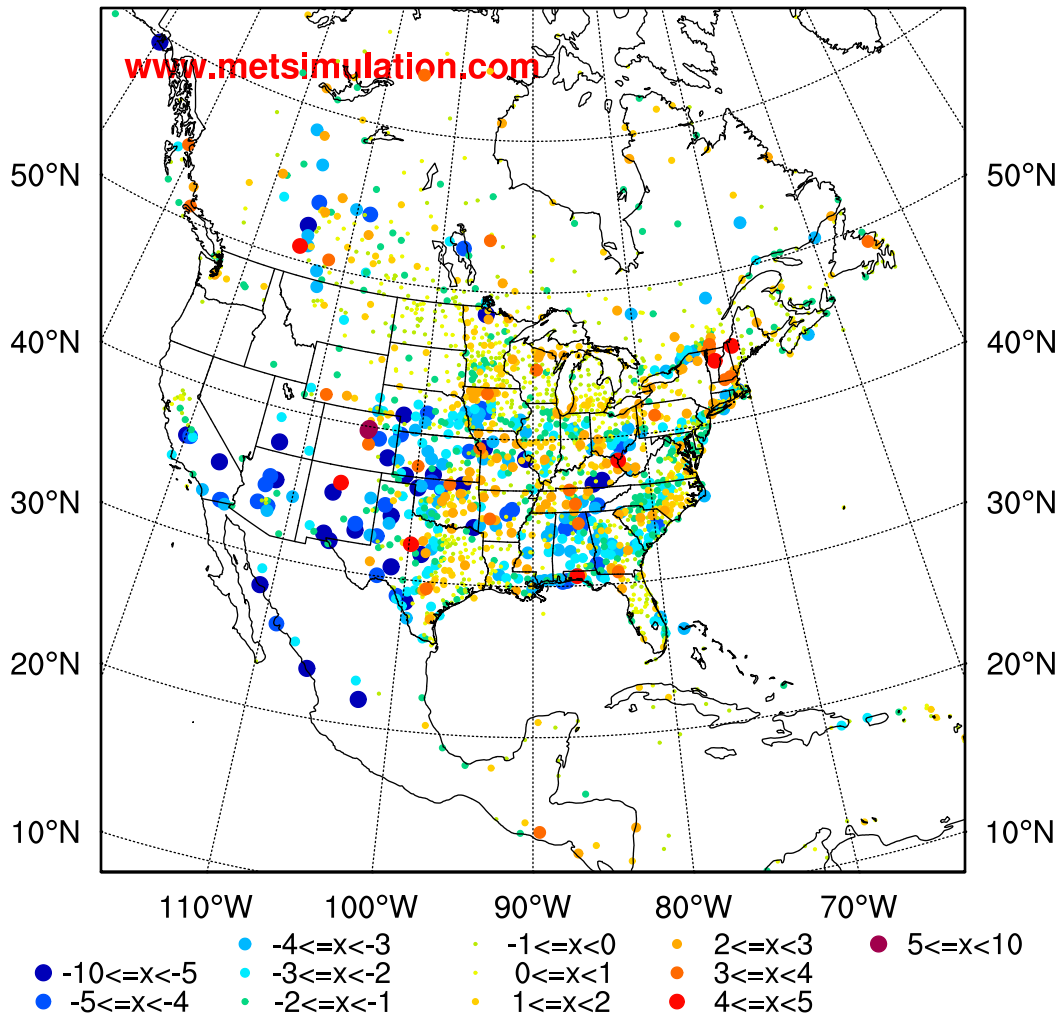 www.metsimulation.com
50°N 50°N
40°N 40°N
30°N 30°N
20°N 20°N
10°N 10°N
110°W 100°W 90°W 80°W 70°W
-4<=x<-3 -1<=x<0 2<=x<3 5<=x<10
-10<=x<-5 -3<=x<-2 0<=x<1 3<=x<4
-5<=x<-4 -2<=x<-1 1<=x<2 4<=x<5